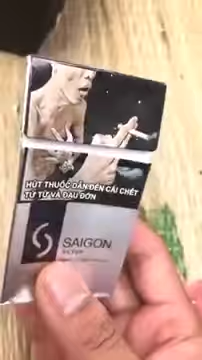 HÚT THUỐC DẪN ĐẾN CÁI CHẾT
TỪ TỪ VÀ ĐAU ĐỚN
SAIGON